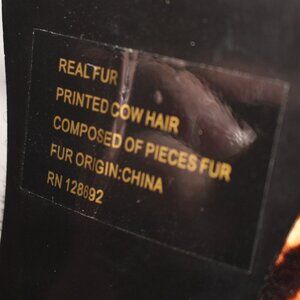 REAL FUR
PRINTED COW HAIR
COMPOSED OF PIECES FUR
FUR ORIGIN:CHINA
RN 128692